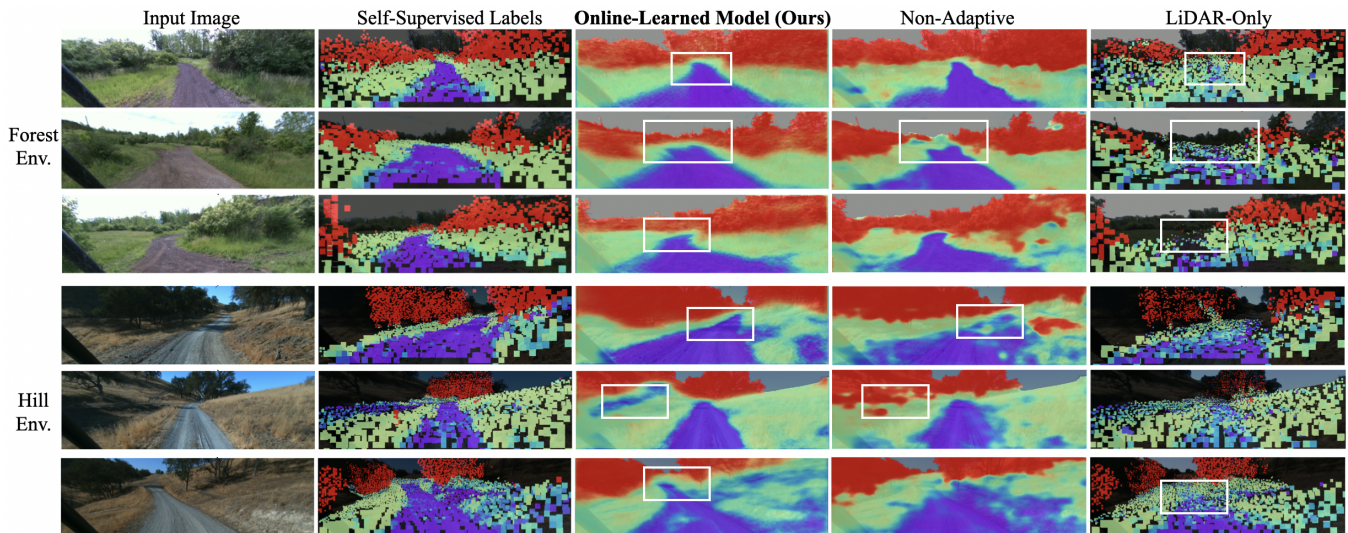 Input Image
Self-Supervised Labels
Online-Learned Model (Ours)
Non-Adaptive
LiDAR-Only
Forest
Env.
Hill
Env.